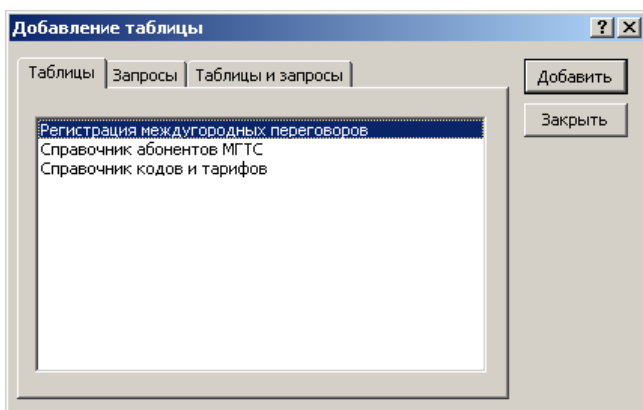 Добавление таблицы
Таблицы Запросы Таблицы и запросы
Добавить
Закрыть
Регистрация междугородных переговоров
Справочник абонентов МГТС
Справочник кодов и тарифов